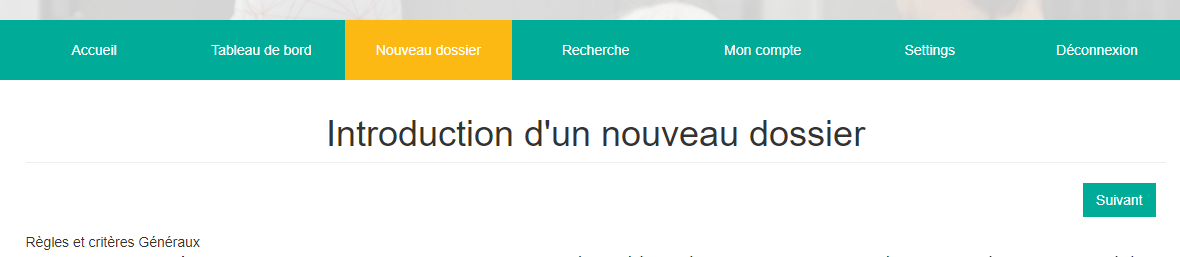 Accueil Tableau de bord Nouveau dossier Recherche Mon compte Settings Déconnexion
Introduction d'un nouveau dossier
Suivant
Règles et critères Généraux